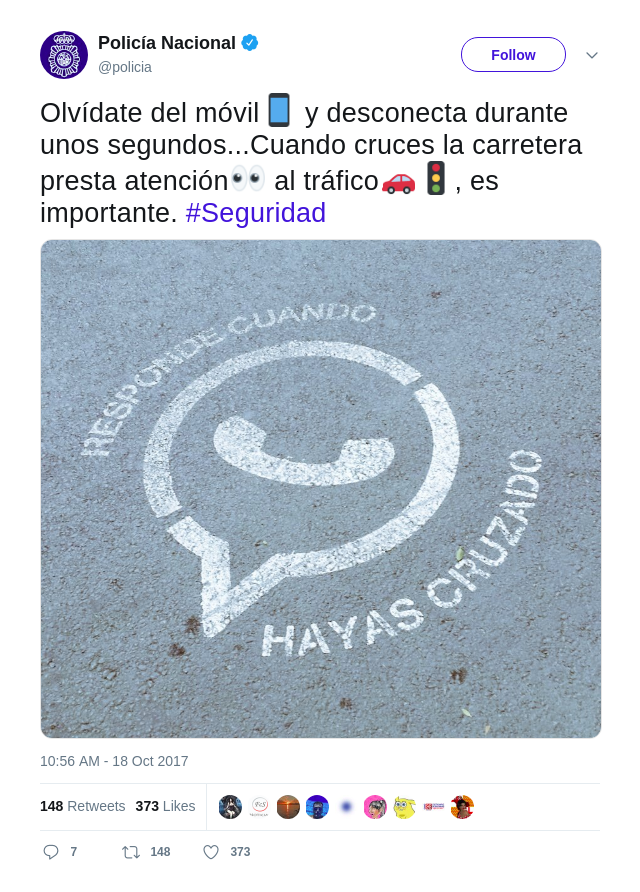 Policía Nacional
@policia
Follow
Olvídate del móvil📱 y desconecta durante
unos segundos...Cuando cruces la carretera
presta atención👀 al tráfico🚗🚦, es
importante. #Seguridad
RESPONDE CUANDO
HAYAS CRUZADO
10:56 AM - 18 Oct 2017
148 Retweets 373 Likes
7 148 373